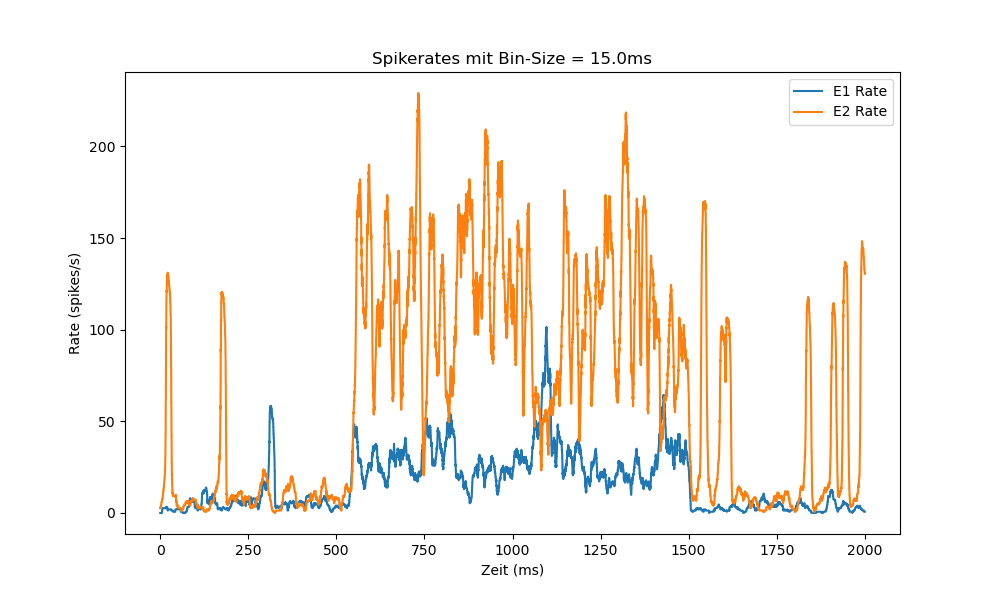 Spikerates mit Bin-Size = 15.0ms
E1 Rate
E2 Rate
Rate (spikes/s)
200
150
100
50
0
0 250 500 750 1000 1250 1500 1750 2000
Zeit (ms)